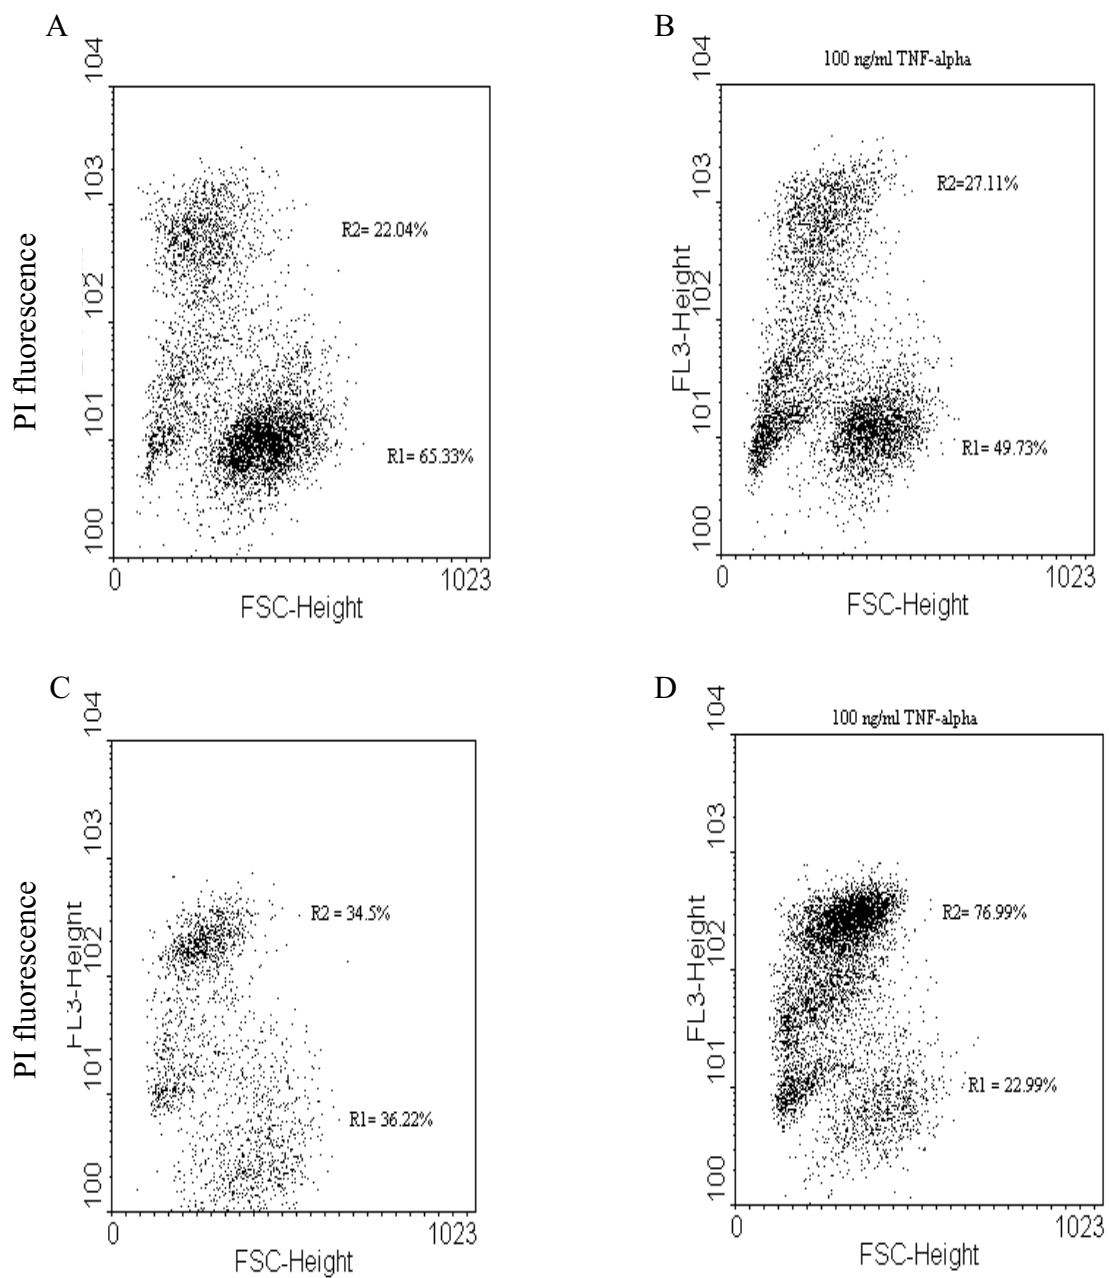 A
104
103
102
101
100
PI fluorescence
R2= 22.04%
R1= 65.33%
0
1023
FSC-Height
B
100 ng/ml TNF-alpha
104
103
102
101
100
FL3-Height
R2=27.11%
R1= 49.73%
0
1023
FSC-Height
C
104
103
102
101
100
PI fluorescence
FL3-Height
R2 = 34.5%
R1= 36.22%
0
1023
FSC-Height
D
100 ng/ml TNF-alpha
104
103
102
101
100
FL3-Height
R2= 76.99%
R1 = 22.99%
0
1023
FSC-Height